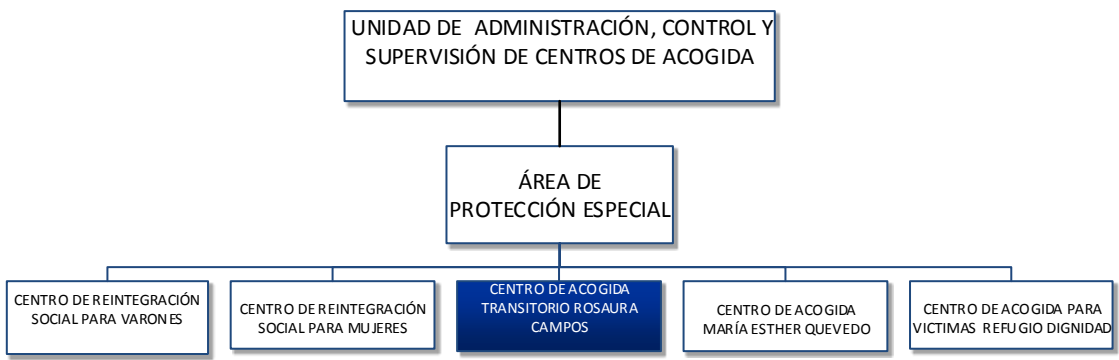 UNIDAD DE ADMINISTRACIÓN, CONTROL Y
SUPERVISIÓN DE CENTROS DE ACOGIDA
ÁREA DE
PROTECCIÓN ESPECIAL
CENTRO DE REINTEGRACIÓN
SOCIAL PARA VARONES
CENTRO DE REINTEGRACIÓN
SOCIAL PARA MUJERES
CENTRO DE ACOGIDA
TRANSITORIO ROSAURA
CAMPOS
CENTRO DE ACOGIDA
MARÍA ESTHER QUEVEDO
CENTRO DE ACOGIDA PARA
VICTIMAS REFUGIO DIGNIDAD